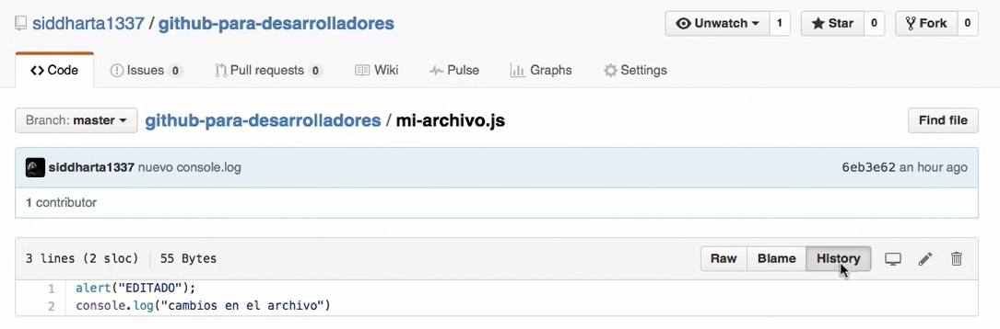 siddharta1337 / github-para-desarrolladores Unwatch 1 Star 0 Fork 0
Code Issues 0 Pull requests 0 Wiki Pulse Graphs Settings
Branch: master github-para-desarrolladores / mi-archivo.js Find file
siddharta1337 nuevo console.log 6eb3e62 an hour ago
1 contributor
3 lines (2 sloc) 55 Bytes Raw Blame History
1 alert("EDITADO");
2 console.log("cambios en el archivo")